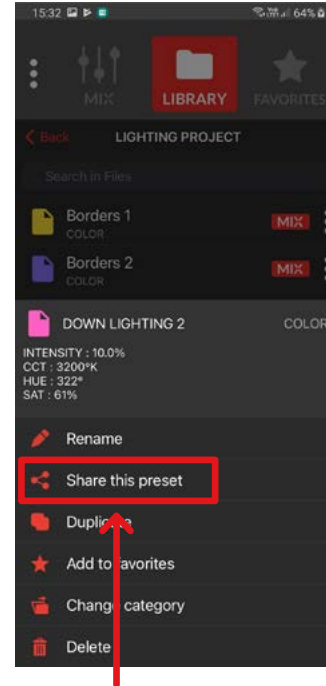 15:32
64%
MIX
LIBRARY
FAVORITES
Back
LIGHTING PROJECT
Search in Files
Borders 1
COLOR
MIX
Borders 2
COLOR
MIX
DOWN LIGHTING 2
COLOR
INTENSITY : 10.0%
CCT : 3200°K
HUE : 322°
SAT : 61%
Rename
Share this preset
Duplicate
Add to favorites
Change category
Delete